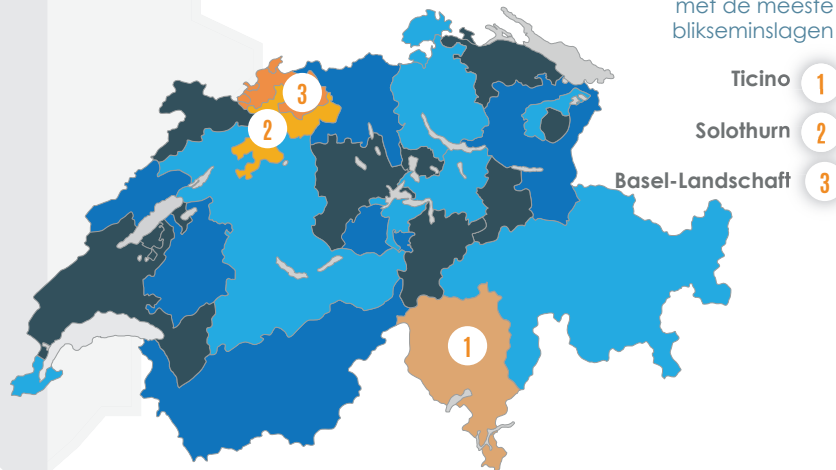 met de meeste
blikseminslagen
Ticino 1
Solothurn 2
Basel-Landschaft 3
3
2
1